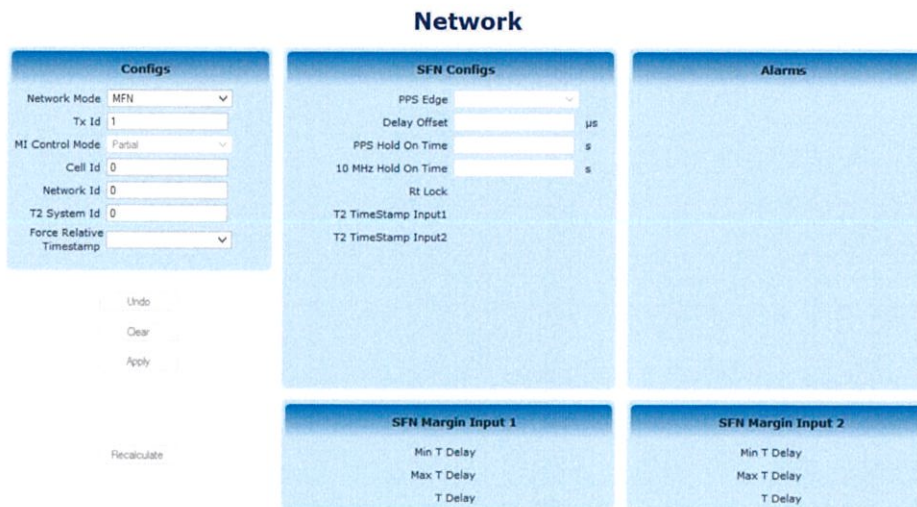 Network
Configs
Network Mode MFN
Tx Id 1
MI Control Mode Partial
Cell Id 0
Network Id 0
T2 System Id 0
Force Relative
Timestamp
Undo
Clear
Apply
Recalculate
SFN Configs
PPS Edge
Delay Offset µs
PPS Hold On Time s
10 MHz Hold On Time s
Rt Lock
T2 TimeStamp Input1
T2 TimeStamp Input2
Alarms
SFN Margin Input 1
Min T Delay
Max T Delay
T Delay
SFN Margin Input 2
Min T Delay
Max T Delay
T Delay